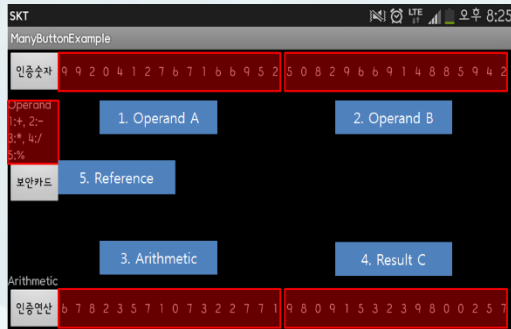 SKT LTE 오후 8:25
ManyButtonExample
인증숫자 9 9 2 0 4 1 2 7 6 7 1 6 6 9 5 2 5 0 8 2 9 6 6 9 1 4 8 8 5 9 4 2
Operand
1:+, 2:-
3:*, 4:/
5:%
1. Operand A
2. Operand B
보안카드
5. Reference
3. Arithmetic
4. Result C
Arithmetic
인증연산 6 7 8 2 3 5 7 1 0 7 3 2 2 7 7 1 9 8 0 9 1 5 3 2 3 9 8 0 0 2 5 7